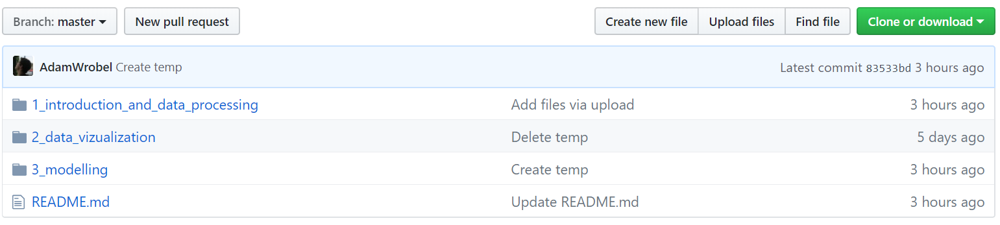 Branch: master New pull request Create new file Upload files Find file Clone or download
AdamWrobel Create temp Latest commit 83533bd 3 hours ago
1_introduction_and_data_processing Add files via upload 3 hours ago
2_data_vizualization Delete temp 5 days ago
3_modelling Create temp 3 hours ago
README.md Update README.md 3 hours ago